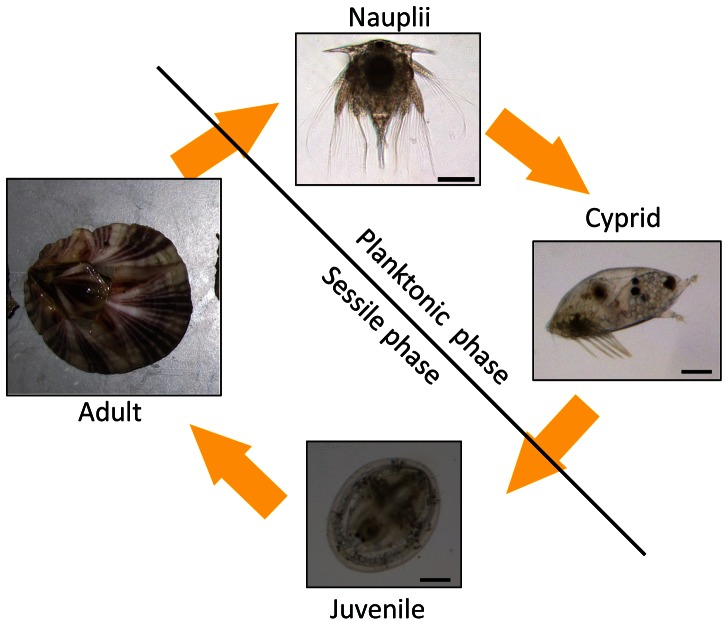 Nauplii
Cyprid
Planktonic phase
Sessile phase
Adult
Juvenile